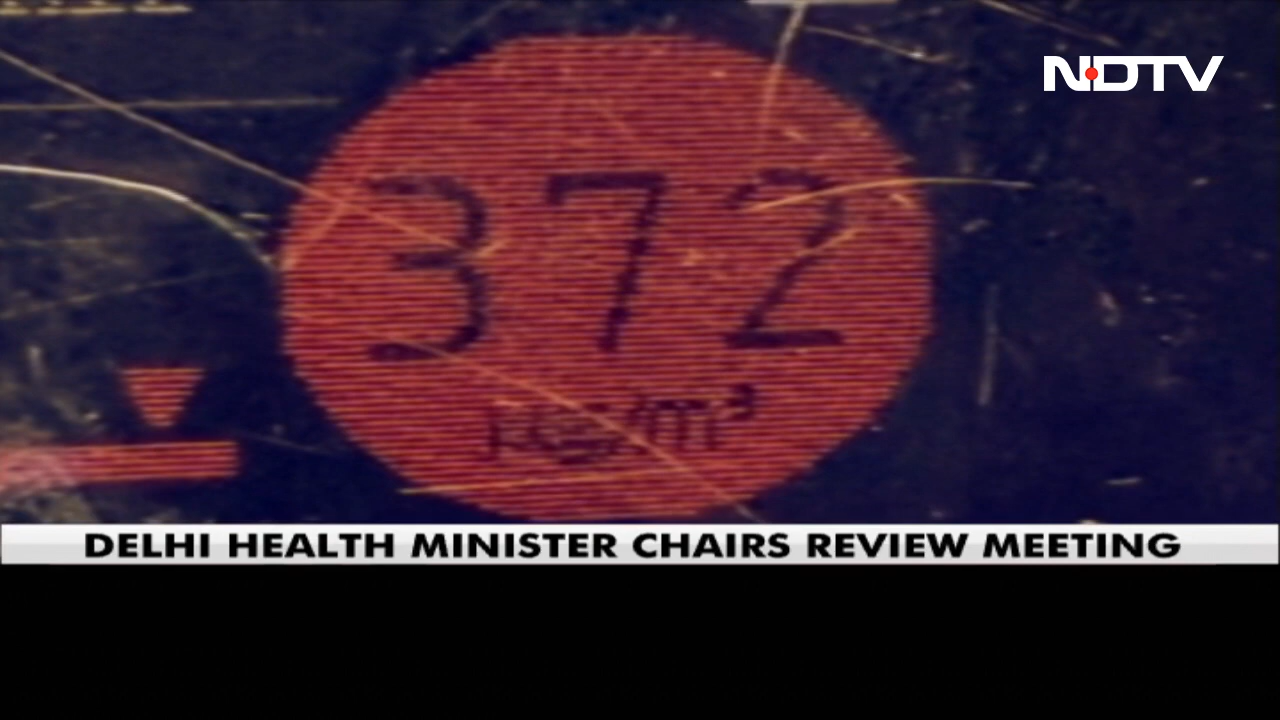 NDTV
372
µg/m³
DELHI HEALTH MINISTER CHAIRS REVIEW MEETING